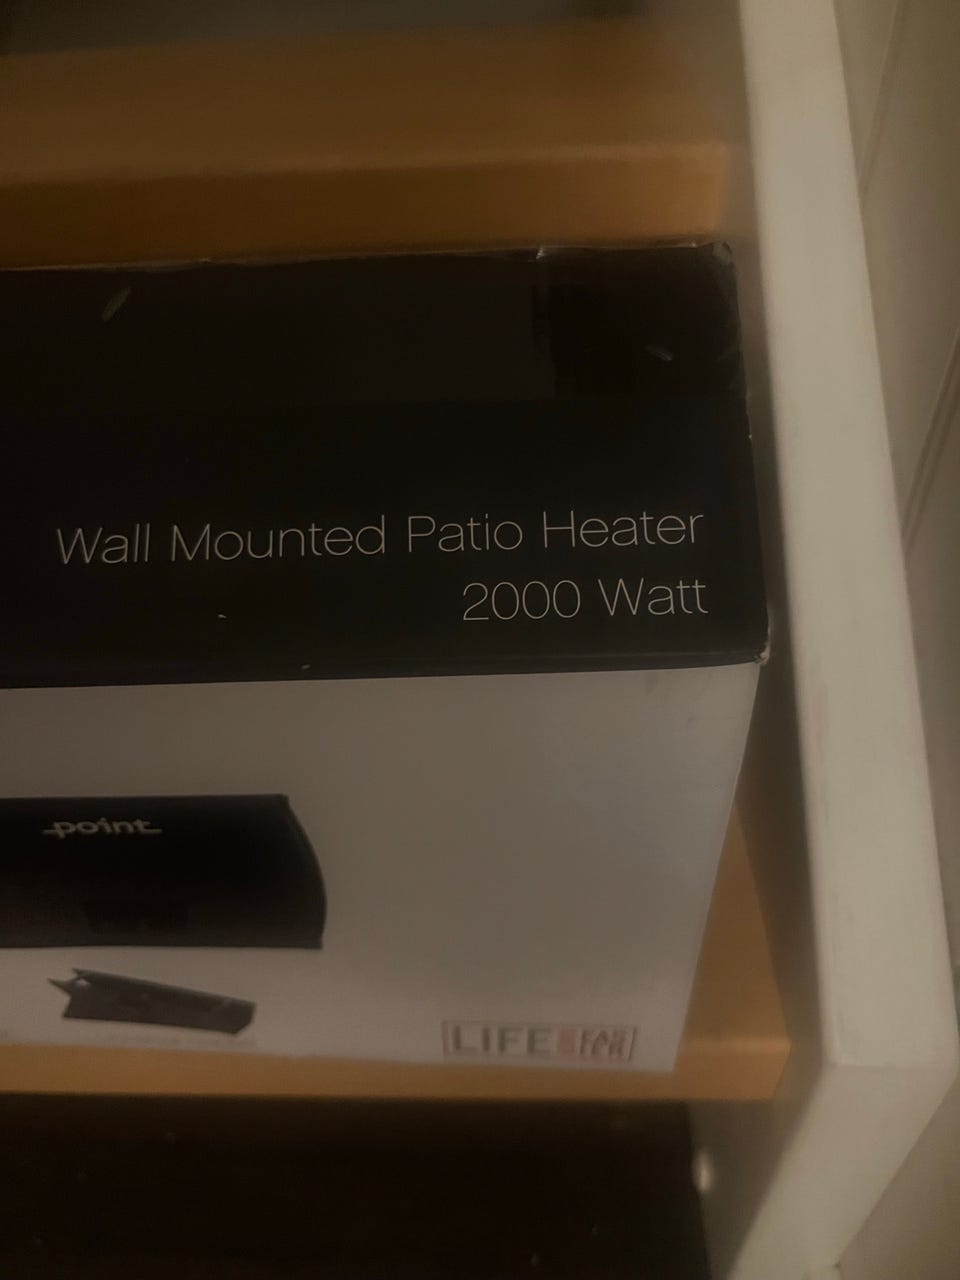 Wall Mounted Patio Heater
2000 Watt
point
LIFE